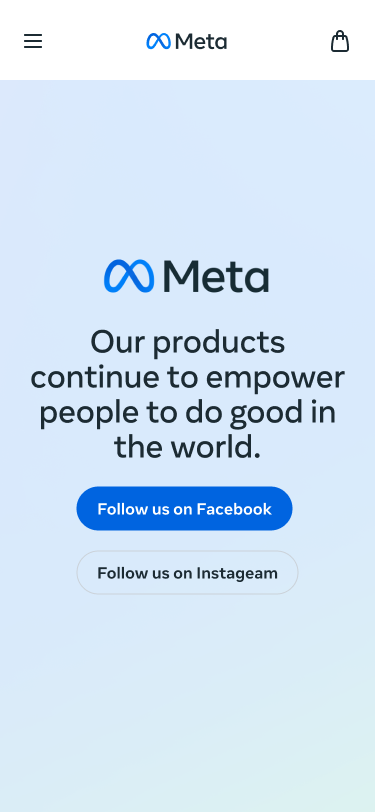 Meta
Meta
Our products
continue to empower
people to do good in
the world.
Follow us on Facebook
Follow us on Instageam